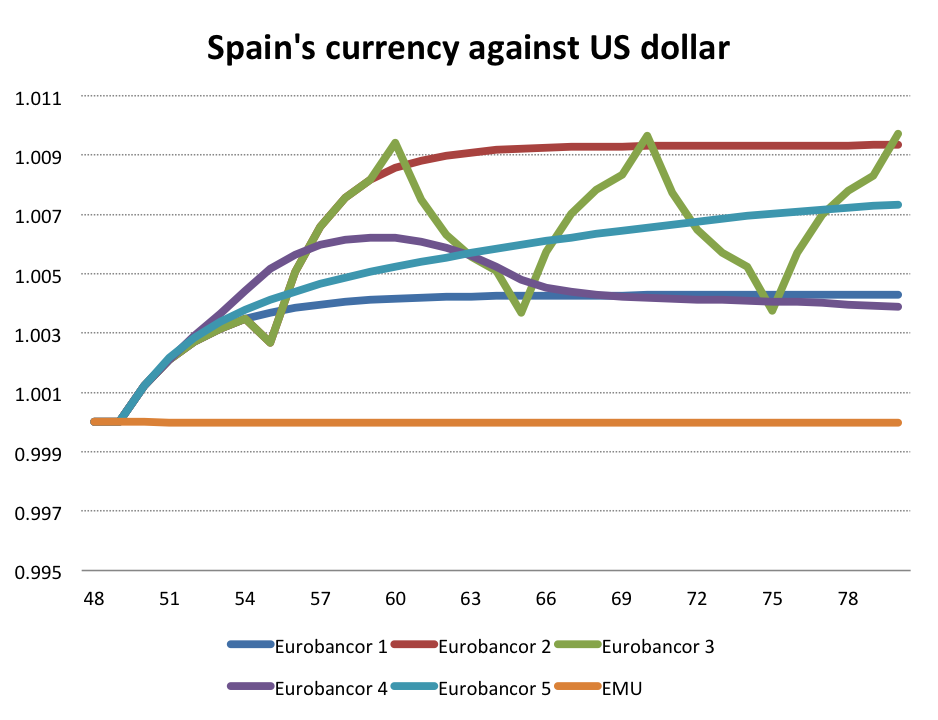 Spain's currency against US dollar
1.011
1.009
1.007
1.005
1.003
1.001
0.999
0.997
0.995
48 51 54 57 60 63 66 69 72 75 78
Eurobancor 1 Eurobancor 2 Eurobancor 3
Eurobancor 4 Eurobancor 5 EMU